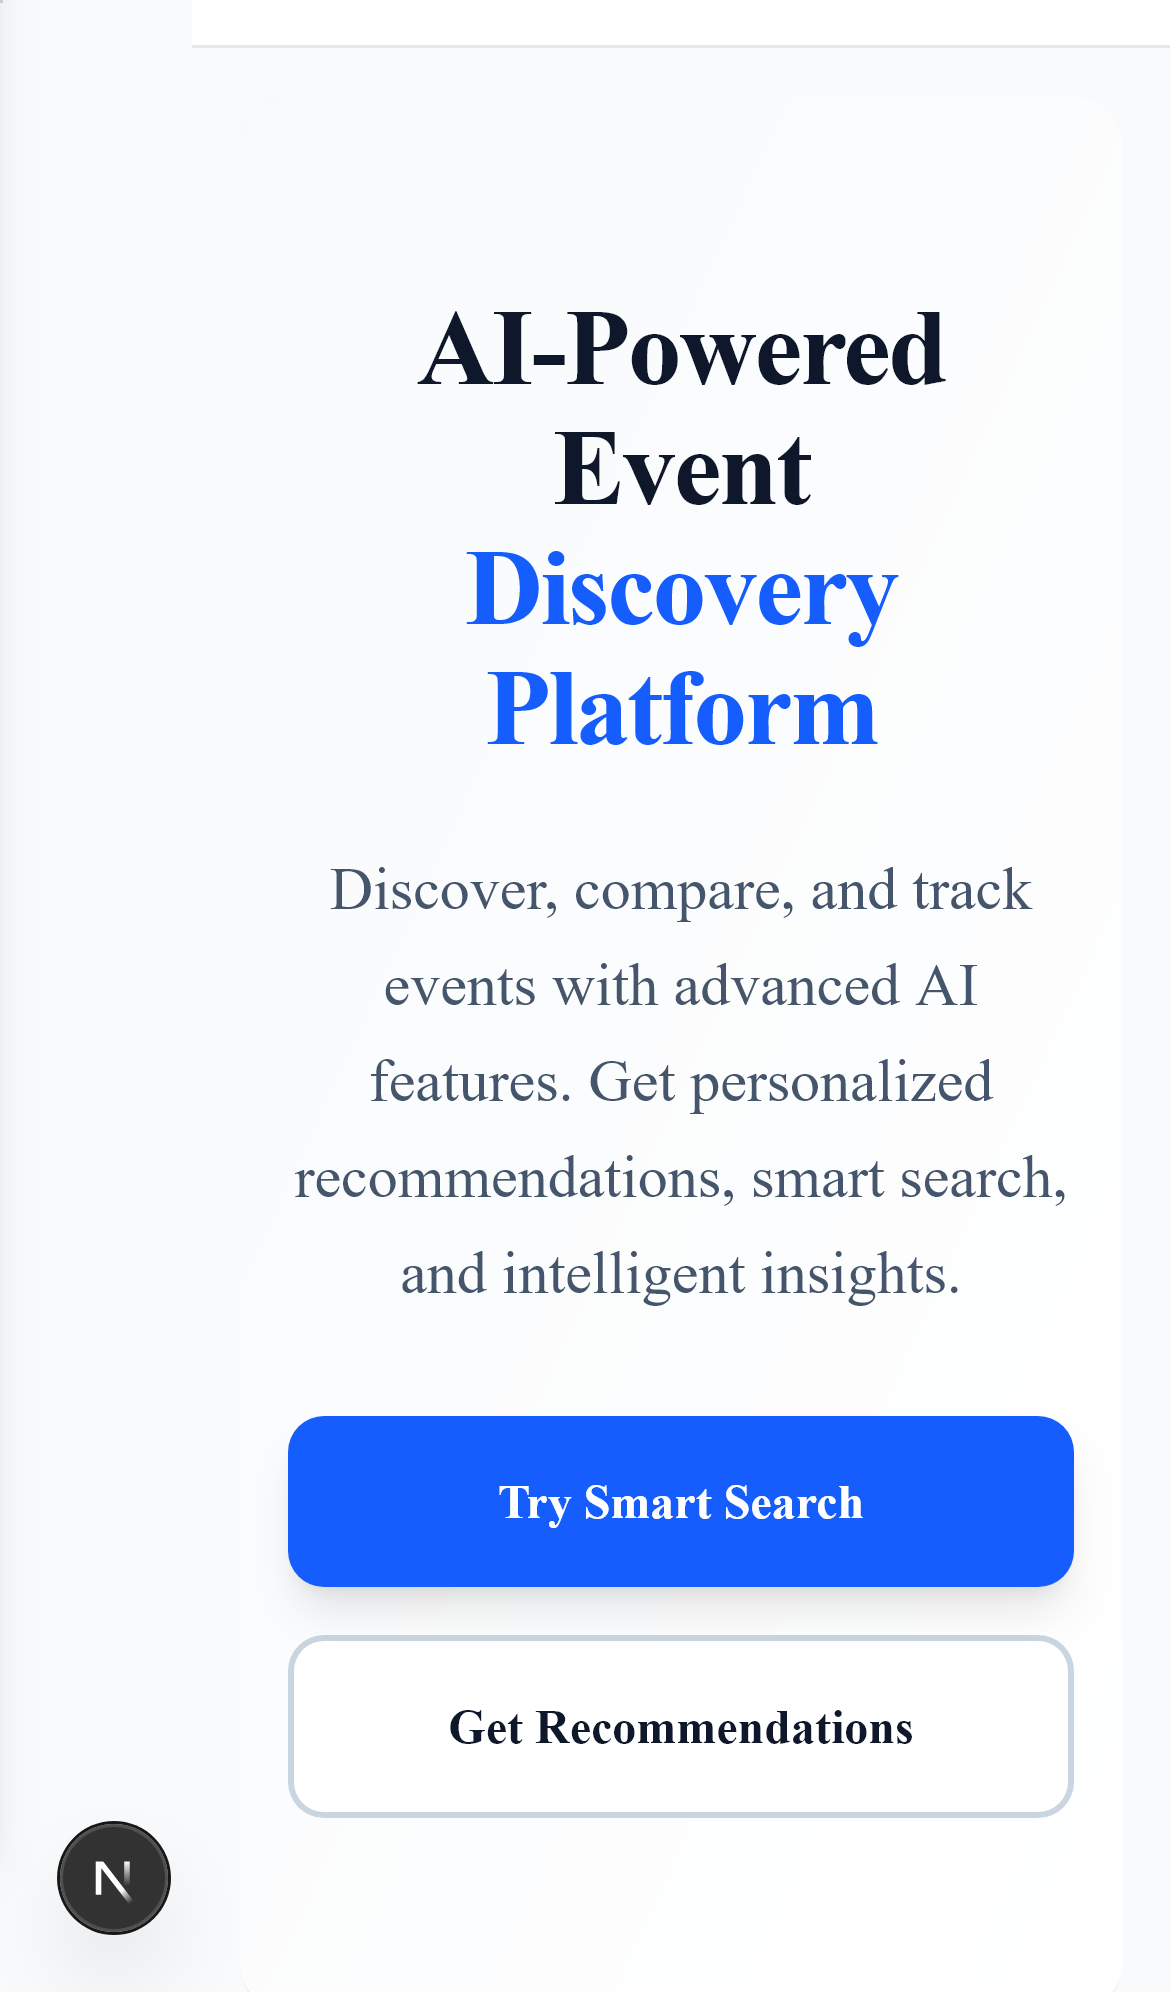 AI-Powered
Event
Discovery
Platform
Discover, compare, and track
events with advanced AI
features. Get personalized
recommendations, smart search,
and intelligent insights.
Try Smart Search
Get Recommendations
N